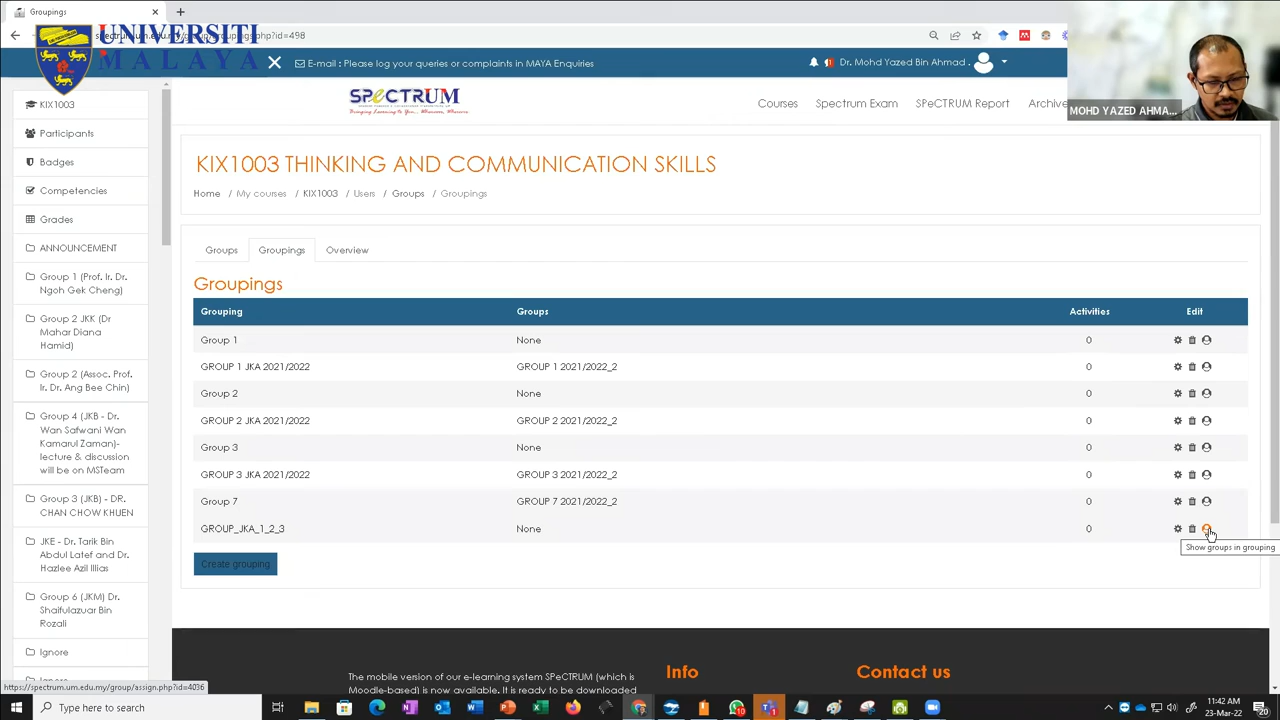 Groupings
UNIVERSITI
MALAYA
id=498
E-mail : Please log your queries or complaints in MAYA Enquiries
Dr. Mohd Yazed Bin Ahmad .
MOHD YAZED AHMA...
SPeCTRUM
Courses
Spectrum Exam
SPeCTRUM Report
Archive
KIX1003
Participants
Badges
Competencies
Grades
ANNOUNCEMENT
Group 1 (Prof. Ir. Dr.
Ngoh Gek Cheng)
Group 2 JKK (Dr
Mahar Diana
Hamid)
Group 2 (Assoc. Prof.
Ir. Dr. Ang Bee Chin)
Group 4 (JKB - Dr.
Wan Safwani Wan
Kamarul Zaman)-
lecture & discussion
will be on MSTeam
Group 3 (JKB) - DR.
CHAN CHOW KHUEN
JKE - Dr. Tarik Bin
Abdul Latef and Dr.
Hazlee Azil Illias
Group 6 (JKM) Dr.
Shaifulazuar Bin
Rozali
Ignore
Ignore
KIX1003 THINKING AND COMMUNICATION SKILLS
Home / My courses / KIX1003 / Users / Groups / Groupings
Groups
Groupings
Overview
Groupings
Grouping Groups Activities Edit
Group 1 None 0
GROUP 1 JKA 2021/2022 GROUP 1 2021/2022_2 0
Group 2 None 0
GROUP 2 JKA 2021/2022 GROUP 2 2021/2022_2 0
Group 3 None 0
GROUP 3 JKA 2021/2022 GROUP 3 2021/2022_2 0
Group 7 GROUP 7 2021/2022_2 0
GROUP_JKA_1_2_3 None 0
Show groups in grouping
Create grouping
The mobile version of our e-learning system SPeCTRUM (which is
Moodle-based) is now available. It is ready to be downloaded
Info
Contact us
https://spectrum.um.edu.my/group/assign.php?id=4036
Type here to search
11:42 AM
23-Mar-22
20